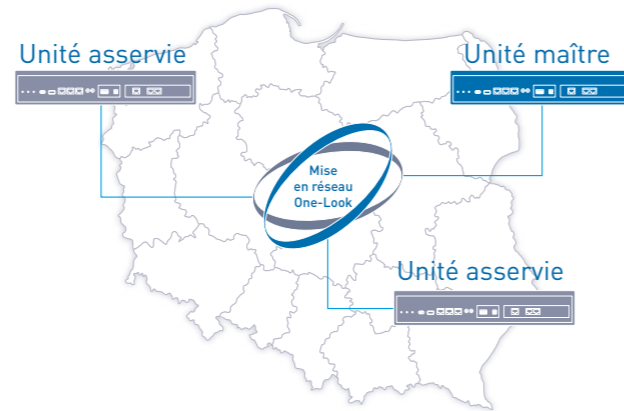 Unité asservie
Unité maître
Mise
en réseau
One-Look
Unité asservie